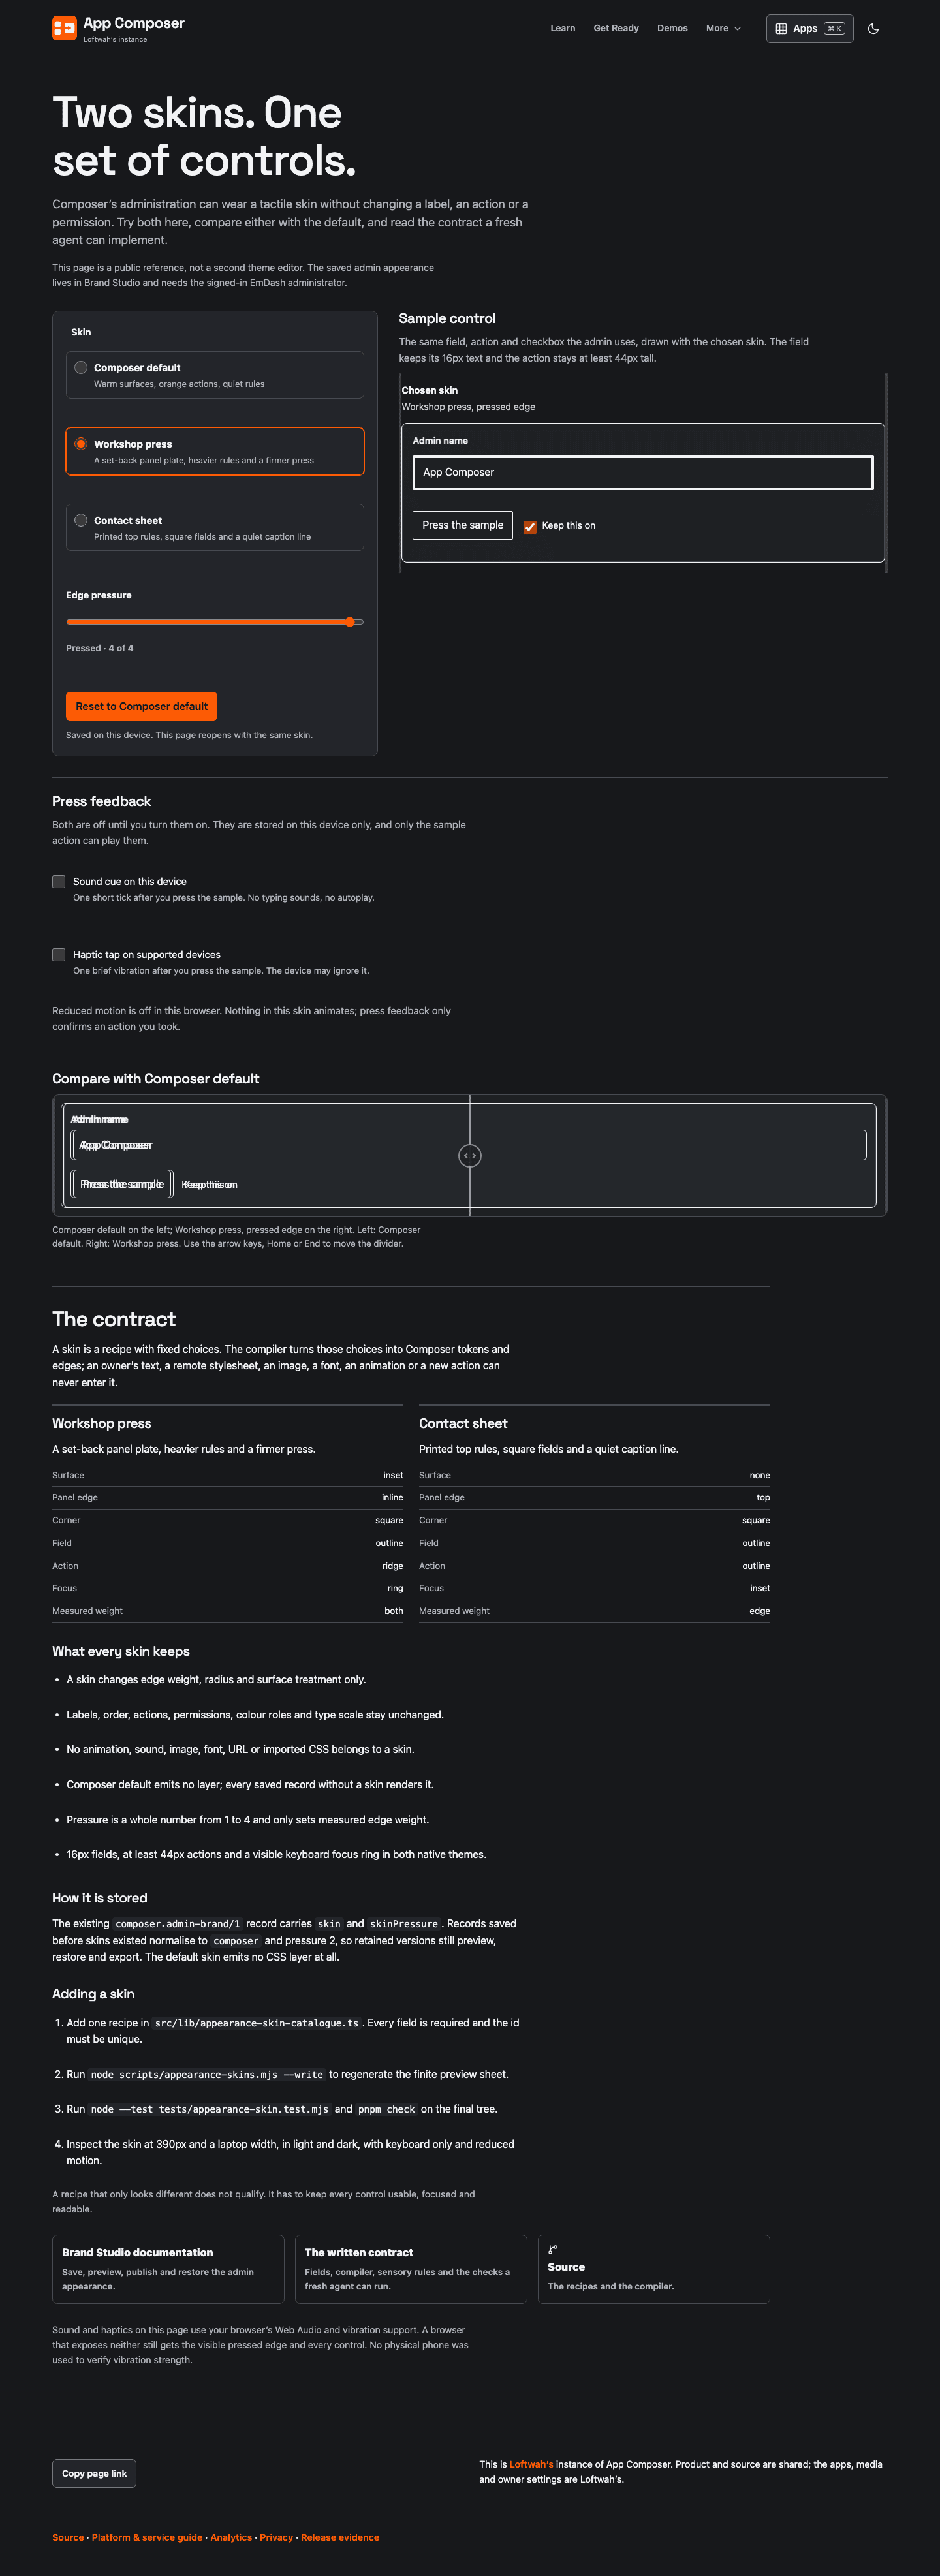 App Composer
Loftwah's instance
Learn
Get Ready
Demos
More
Apps
⌘ K
Two skins. One
set of controls.
Composer’s administration can wear a tactile skin without changing a label, an action or a
permission. Try both here, compare either with the default, and read the contract a fresh
agent can implement.
This page is a public reference, not a second theme editor. The saved admin appearance
lives in Brand Studio and needs the signed-in EmDash administrator.
Skin
Composer default
Warm surfaces, orange actions, quiet rules
Workshop press
A set-back panel plate, heavier rules and a firmer press
Contact sheet
Printed top rules, square fields and a quiet caption line
Edge pressure
Pressed · 4 of 4
Reset to Composer default
Saved on this device. This page reopens with the same skin.
Sample control
The same field, action and checkbox the admin uses, drawn with the chosen skin. The field
keeps its 16px text and the action stays at least 44px tall.
Chosen skin
Workshop press, pressed edge
Admin name
App Composer
Press the sample
Keep this on
Press feedback
Both are off until you turn them on. They are stored on this device only, and only the sample
action can play them.
Sound cue on this device
One short tick after you press the sample. No typing sounds, no autoplay.
Haptic tap on supported devices
One brief vibration after you press the sample. The device may ignore it.
Reduced motion is off in this browser. Nothing in this skin animates; press feedback only
confirms an action you took.
Compare with Composer default
Admin name
App Composer
Press the sample
Keep this on
Composer default on the left; Workshop press, pressed edge on the right. Left: Composer
default. Right: Workshop press. Use the arrow keys, Home or End to move the divider.
The contract
A skin is a recipe with fixed choices. The compiler turns those choices into Composer tokens and
edges; an owner’s text, a remote stylesheet, an image, a font, an animation or a new action can
never enter it.
Workshop press
A set-back panel plate, heavier rules and a firmer press.
Surface inset
Panel edge inline
Corner square
Field outline
Action ridge
Focus ring
Measured weight both
Contact sheet
Printed top rules, square fields and a quiet caption line.
Surface none
Panel edge top
Corner square
Field outline
Action outline
Focus inset
Measured weight edge
What every skin keeps
• A skin changes edge weight, radius and surface treatment only.
• Labels, order, actions, permissions, colour roles and type scale stay unchanged.
• No animation, sound, image, font, URL or imported CSS belongs to a skin.
• Composer default emits no layer; every saved record without a skin renders it.
• Pressure is a whole number from 1 to 4 and only sets measured edge weight.
• 16px fields, at least 44px actions and a visible keyboard focus ring in both native themes.
How it is stored
The existing composer.admin-brand/1 record carries skin and skinPressure. Records saved
before skins existed normalise to composer and pressure 2, so retained versions still preview,
restore and export. The default skin emits no CSS layer at all.
Adding a skin
1. Add one recipe in src/lib/appearance-skin-catalogue.ts. Every field is required and the id
must be unique.
2. Run node scripts/appearance-skins.mjs --write to regenerate the finite preview sheet.
3. Run node --test tests/appearance-skin.test.mjs and pnpm check on the final tree.
4. Inspect the skin at 390px and a laptop width, in light and dark, with keyboard only and reduced
motion.
A recipe that only looks different does not qualify. It has to keep every control usable, focused and
readable.
Brand Studio documentation
Save, preview, publish and restore the admin
appearance.
The written contract
Fields, compiler, sensory rules and the checks a
fresh agent can run.
Source
The recipes and the compiler.
Sound and haptics on this page use your browser’s Web Audio and vibration support. A browser
that exposes neither still gets the visible pressed edge and every control. No physical phone was
used to verify vibration strength.
Copy page link
This is Loftwah’s instance of App Composer. Product and source are shared; the apps, media
and owner settings are Loftwah’s.
Source · Platform & service guide · Analytics · Privacy · Release evidence